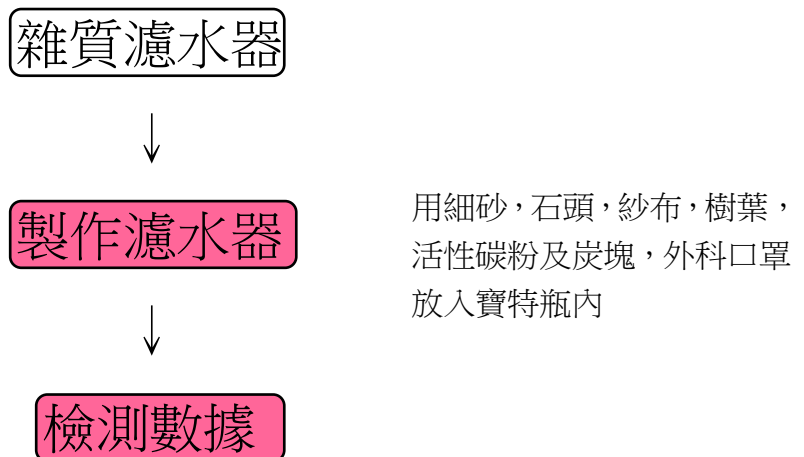 雜質濾水器
製作濾水器
用細砂，石頭，紗布，樹葉，
活性碳粉及炭塊，外科口罩
放入寶特瓶內
檢測數據